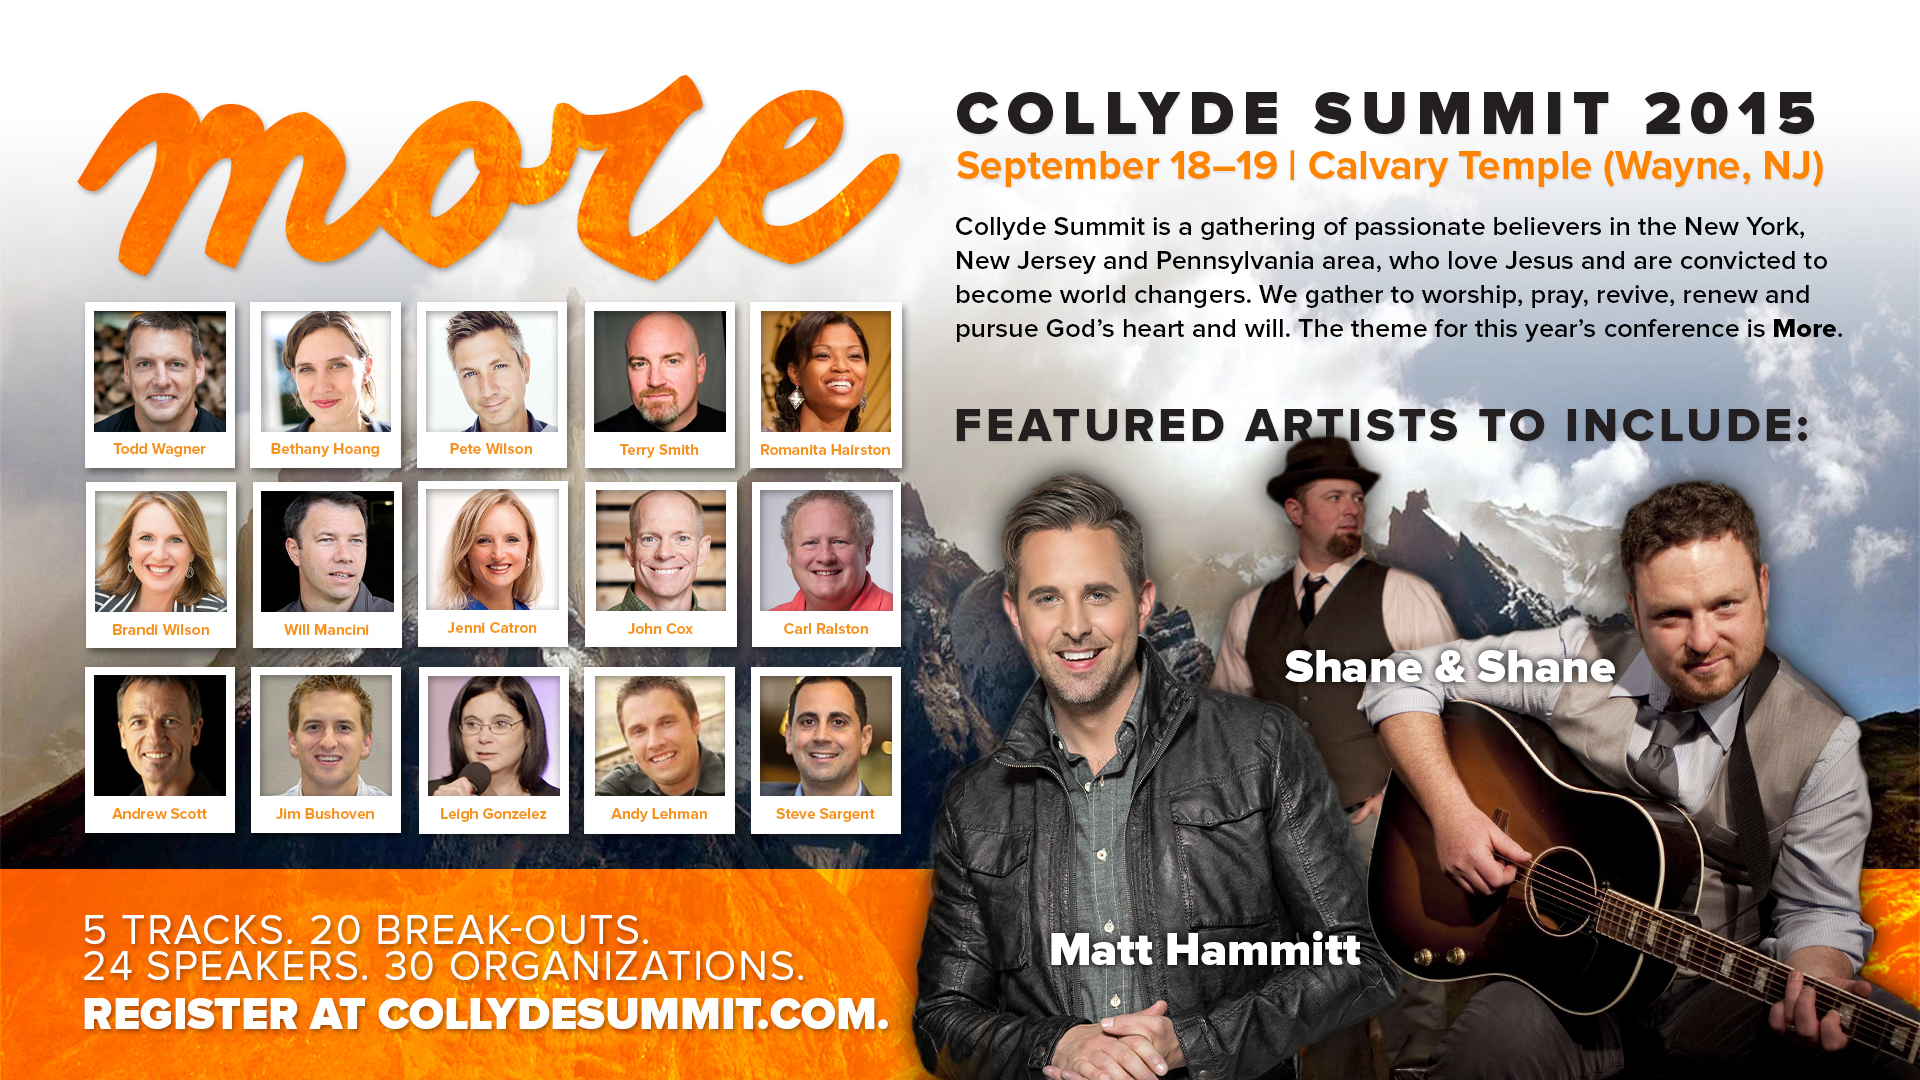 more
COLLYDE SUMMIT 2015
September 18–19 | Calvary Temple (Wayne, NJ)
Collyde Summit is a gathering of passionate believers in the New York,
New Jersey and Pennsylvania area, who love Jesus and are convicted to
become world changers. We gather to worship, pray, revive, renew and
pursue God's heart and will. The theme for this year's conference is More.
Todd Wagner
Bethany Hoang
Pete Wilson
Terry Smith
Romanita Hairston
Brandi Wilson
Will Mancini
Jenni Catron
John Cox
Carl Ralston
Andrew Scott
Jim Bushoven
Leigh Gonzelez
Andy Lehman
Steve Sargent
FEATURED ARTISTS TO INCLUDE:
Shane & Shane
Matt Hammitt
5 TRACKS. 20 BREAK-OUTS.
24 SPEAKERS. 30 ORGANIZATIONS.
REGISTER AT COLLYDESUMMIT.COM.